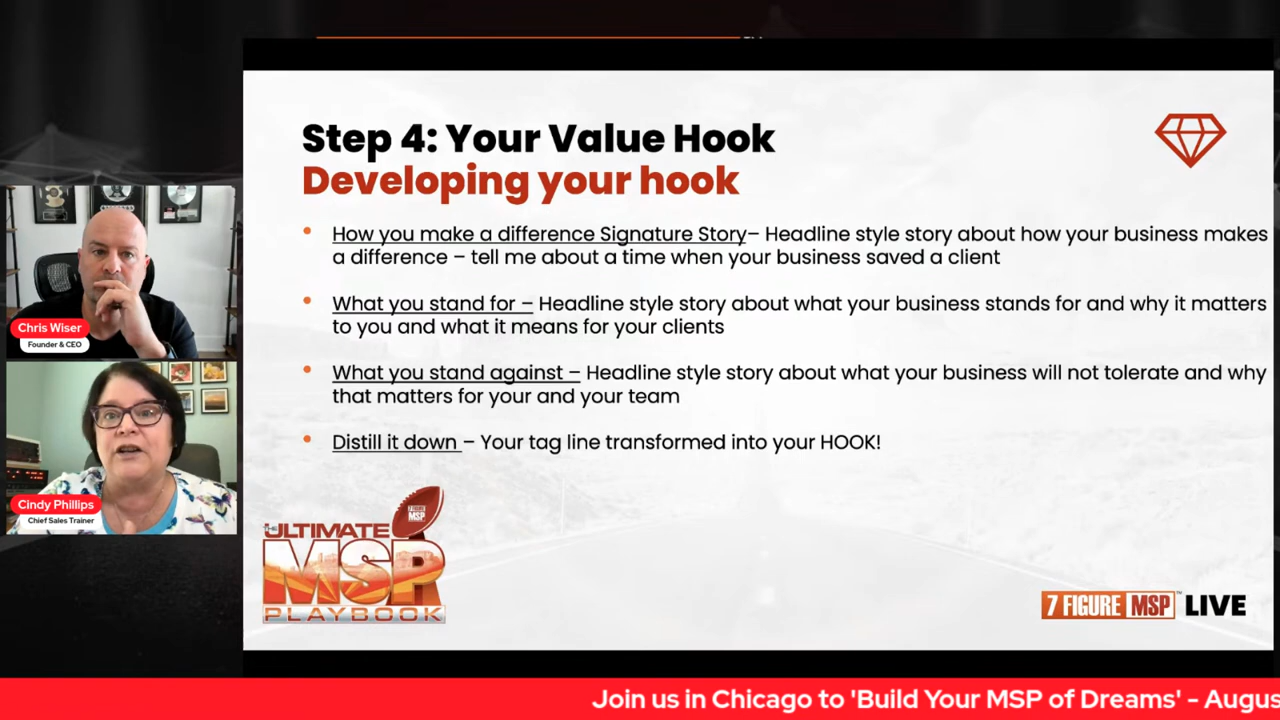 Step 4: Your Value Hook
Developing your hook
• How you make a difference Signature Story– Headline style story about how your business makes
a difference – tell me about a time when your business saved a client
• What you stand for – Headline style story about what your business stands for and why it matters
to you and what it means for your clients
• What you stand against – Headline style story about what your business will not tolerate and why
that matters for your and your team
• Distill it down – Your tag line transformed into your HOOK!
Chris Wiser
Founder & CEO
Cindy Phillips
Chief Sales Trainer
7 FIGURE
MSP
THE
ULTIMATE
MSP
PLAYBOOK
7 FIGURE MSP™ LIVE
Join us in Chicago to 'Build Your MSP of Dreams' - Augus